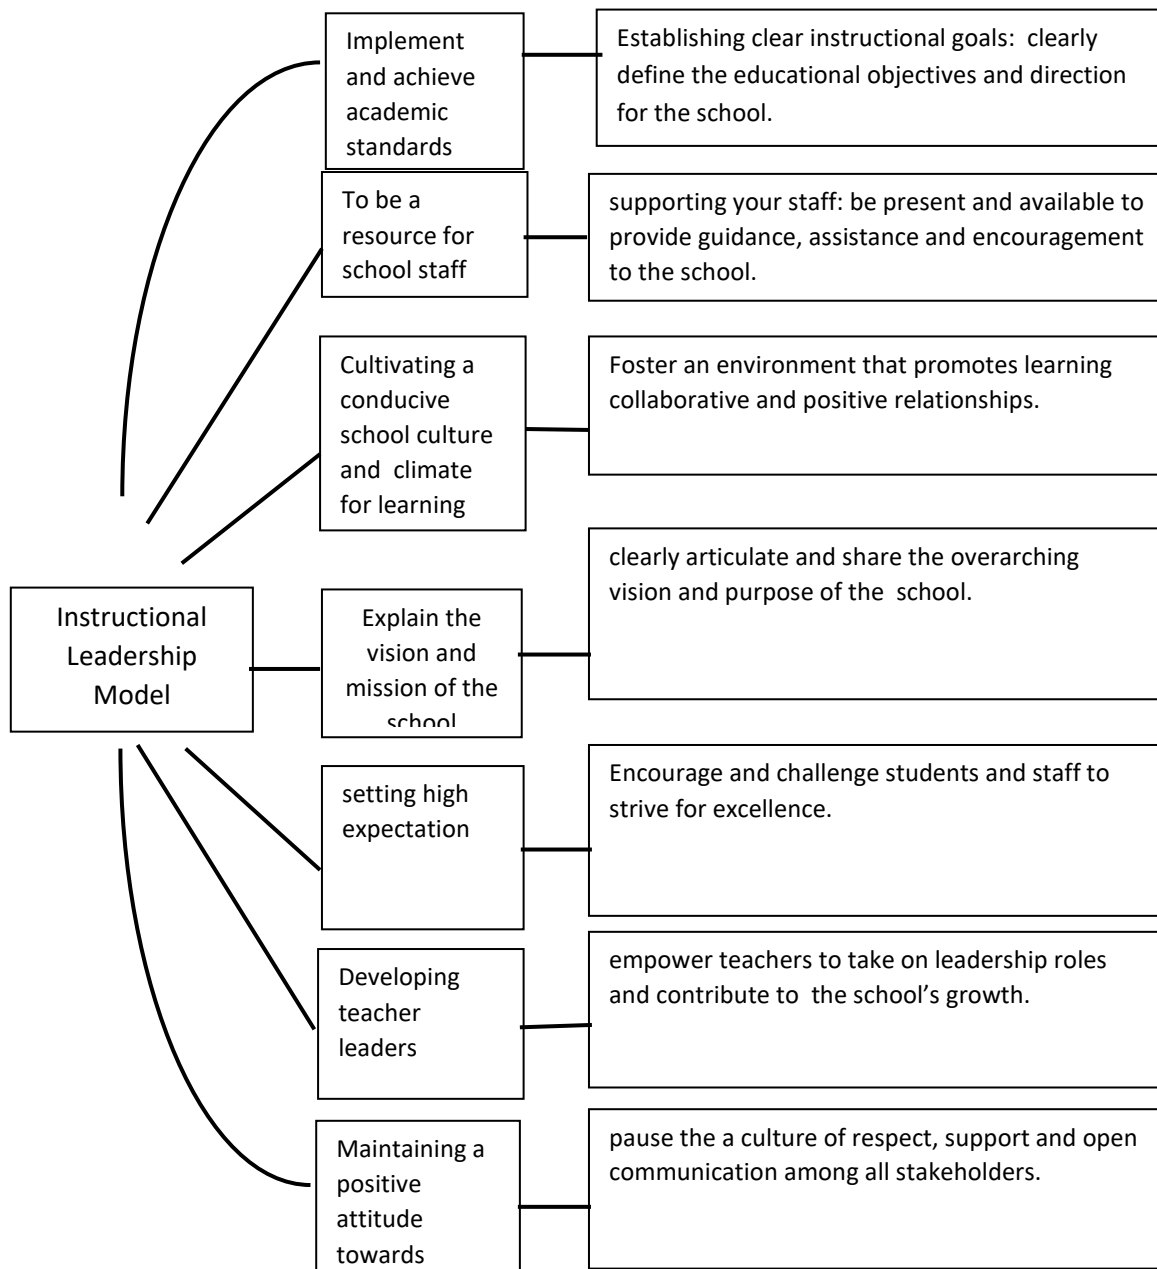 Implement
and achieve
academic
standards
Establishing clear instructional goals:  clearly
define the educational objectives and direction
for the school.
To be a
resource for
school staff
supporting your staff: be present and available to
provide guidance, assistance and encouragement
to the school.
Cultivating a
conducive
school culture
and  climate
for learning
Foster an environment that promotes learning
collaborative and positive relationships.
Instructional
Leadership
Model
Explain the
vision and
mission of the
school
clearly articulate and share the overarching
vision and purpose of the  school.
setting high
expectation
Encourage and challenge students and staff to
strive for excellence.
Developing
teacher
leaders
empower teachers to take on leadership roles
and contribute to  the school’s growth.
Maintaining a
positive
attitude
towards
pause the a culture of respect, support and open
communication among all stakeholders.